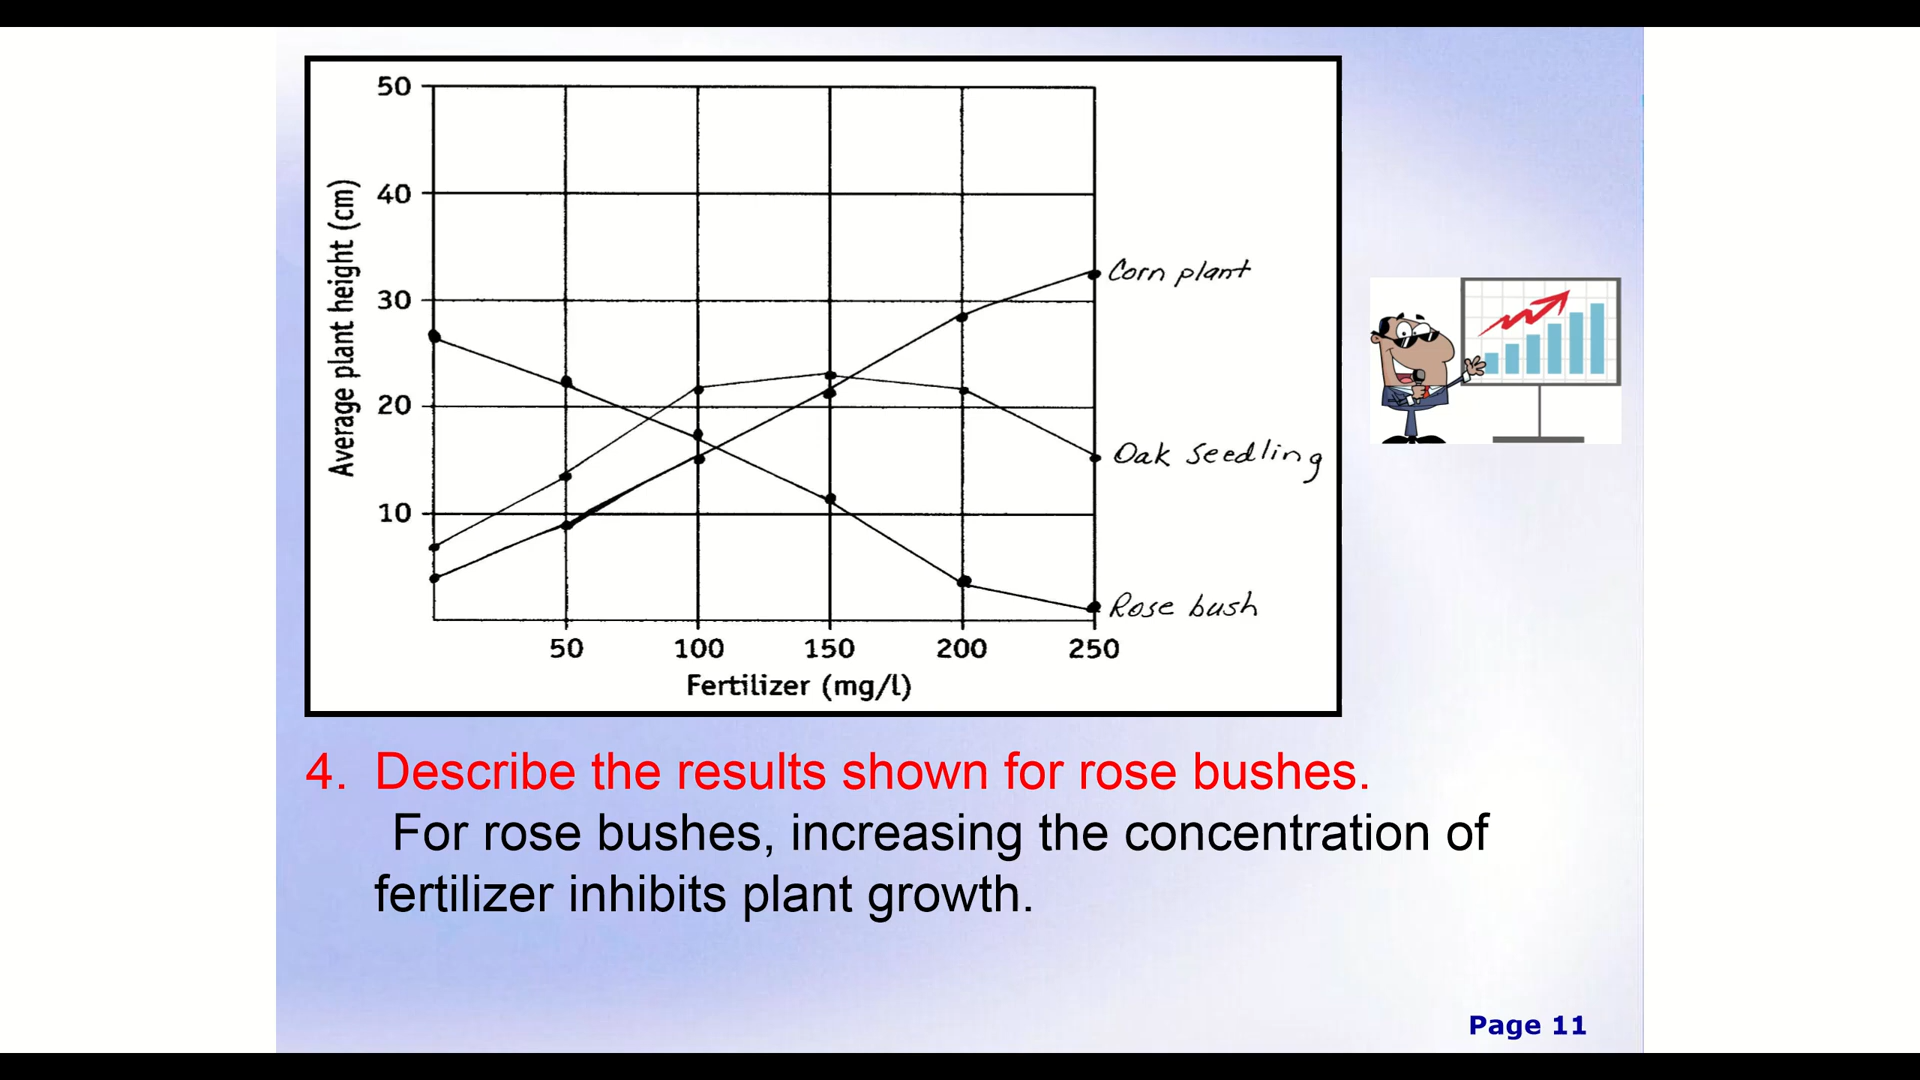 50
40
30
20
10
Average plant height (cm)
Corn plant
Oak seedling
Rose bush
50 100 150 200 250
Fertilizer (mg/l)
4. Describe the results shown for rose bushes.
For rose bushes, increasing the concentration of
fertilizer inhibits plant growth.
Page 11